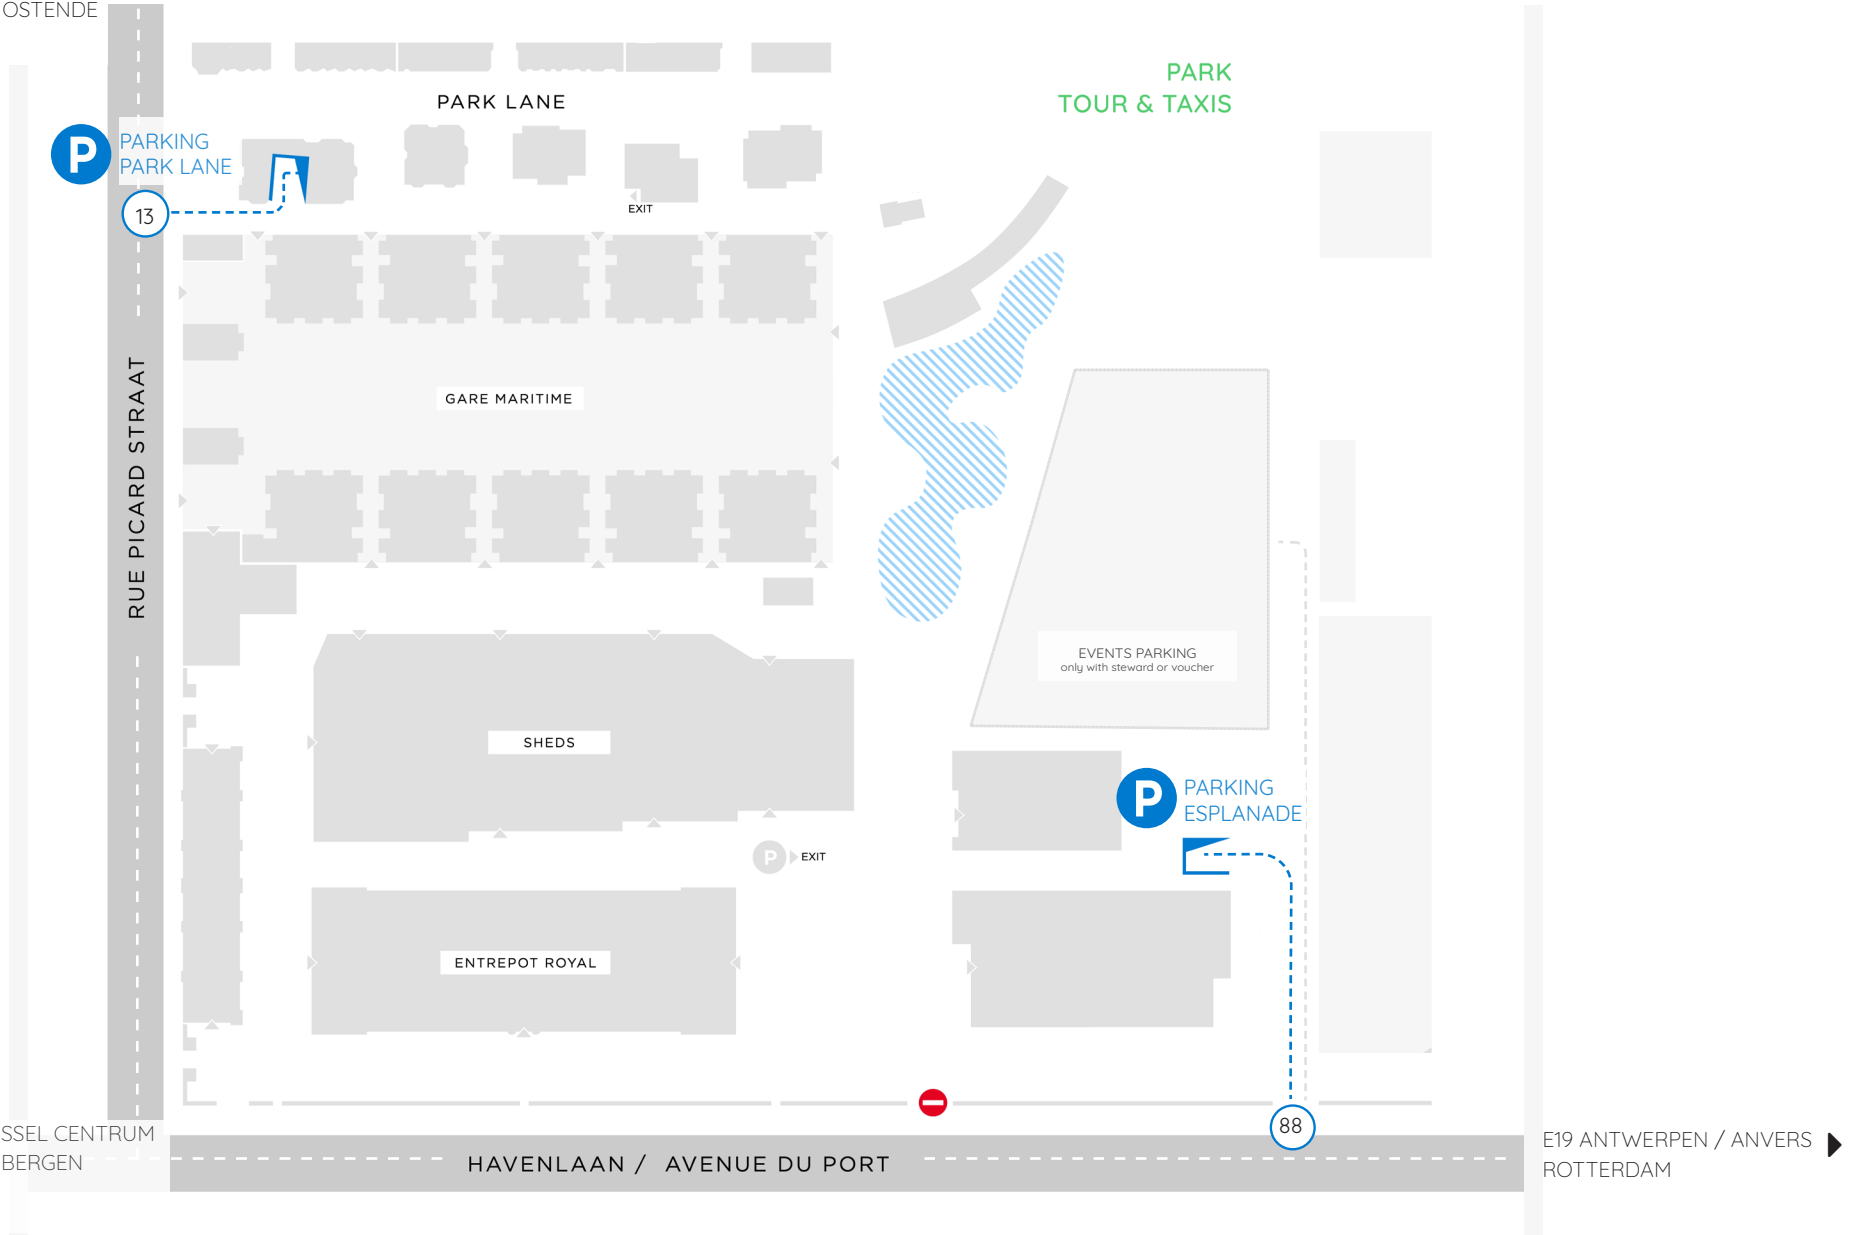 OSTENDE
PARK
TOUR & TAXIS
PARK LANE
P
PARKING
PARK LANE
13
EXIT
RUE PICARD STRAAT
GARE MARITIME
EVENTS PARKING
only with steward or voucher
SHEDS
P
PARKING
ESPLANADE
P
EXIT
ENTREPOT ROYAL
88
SSEL CENTRUM
BERGEN
HAVENLAAN / AVENUE DU PORT
E19 ANTWERPEN / ANVERS
ROTTERDAM